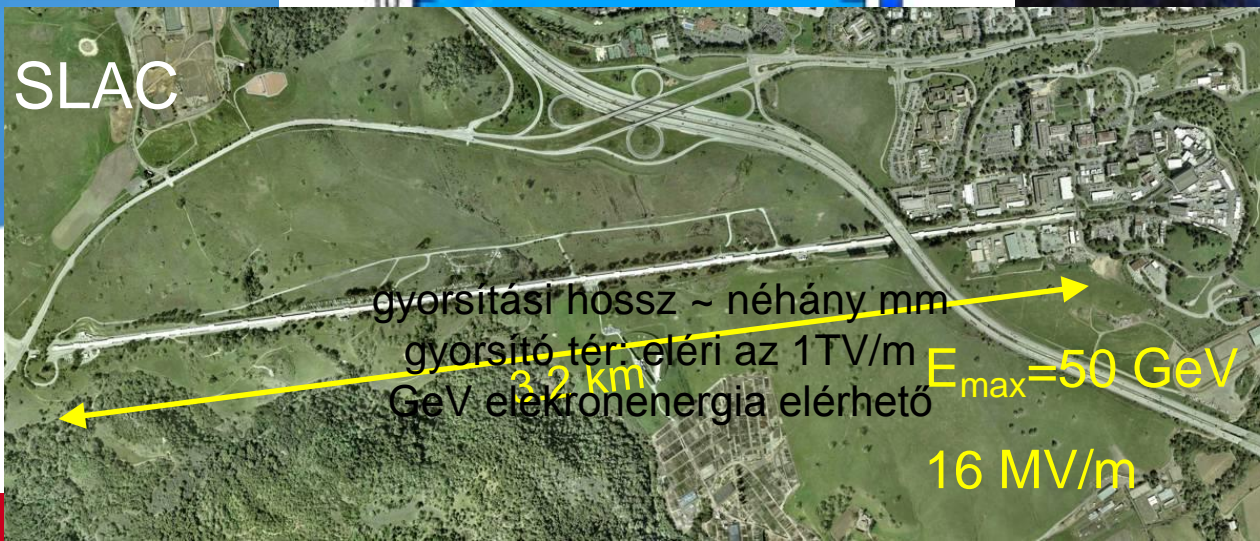 SLAC
gyorsítási hossz ~ néhány mm
gyorsító tér: eléri az 1TV/m
3,2 km
GeV elekronenergia elérhető
E_max=50 GeV
16 MV/m